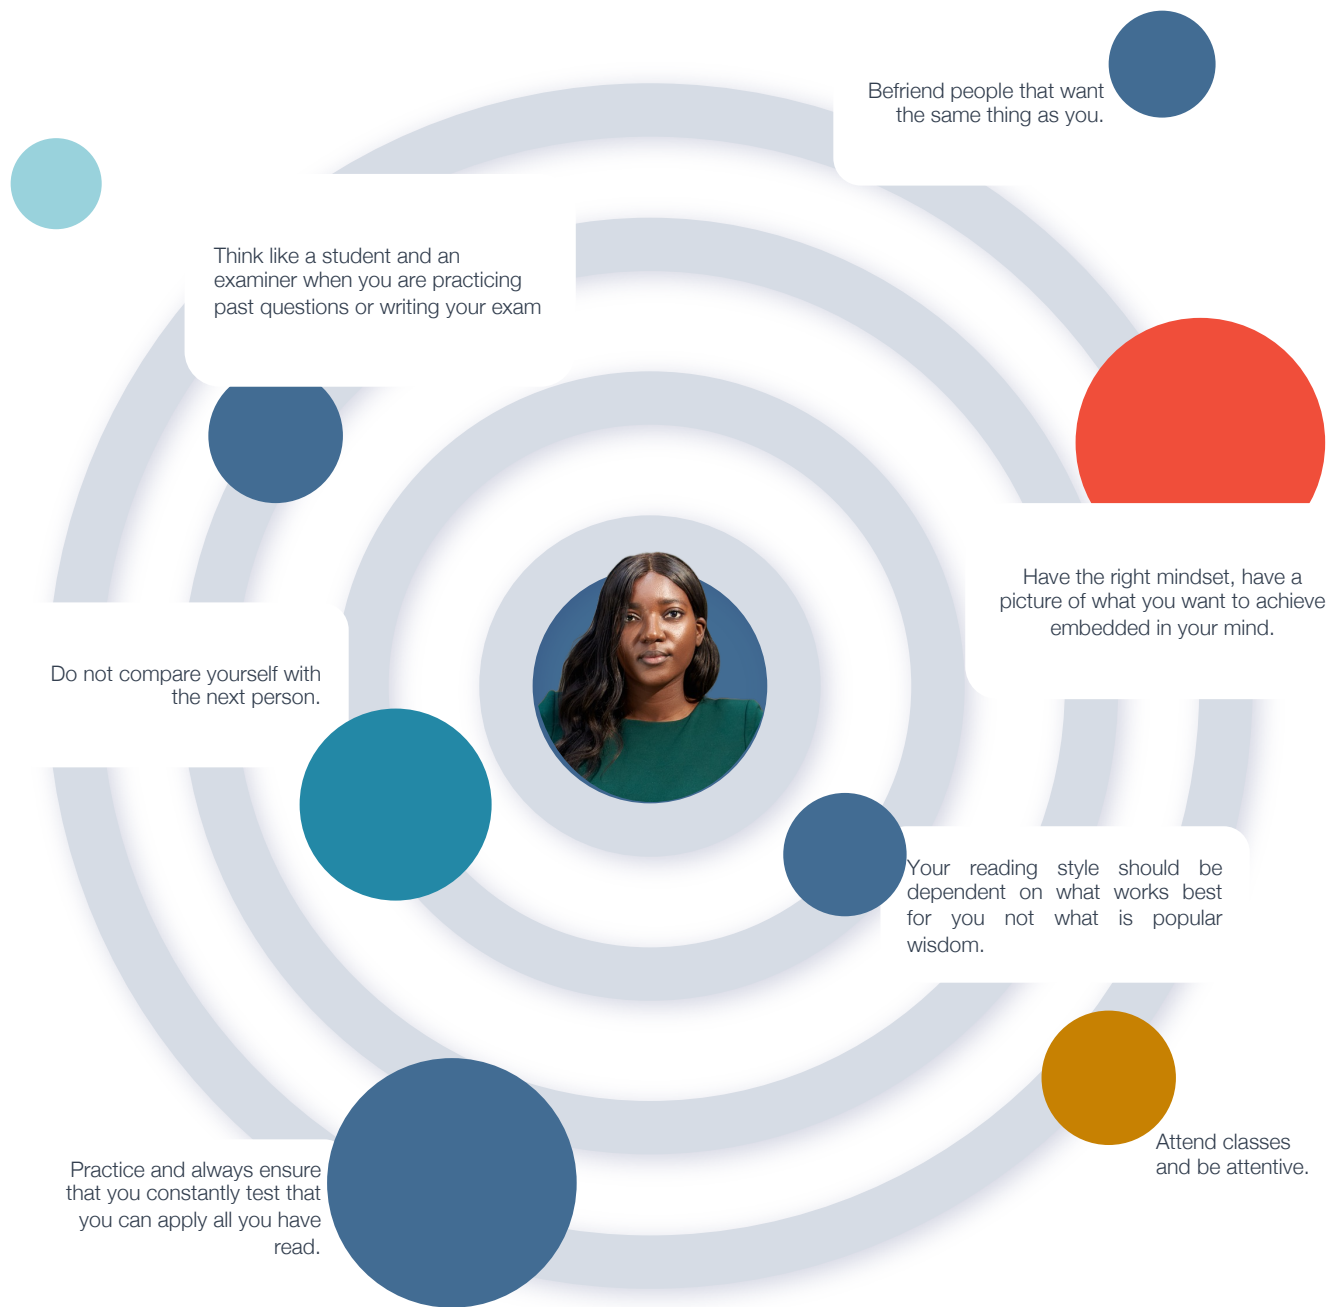 Befriend people that want
the same thing as you.
Think like a student and an
examiner when you are practicing
past questions or writing your exam
Have the right mindset, have a
picture of what you want to achieve
embedded in your mind.
Do not compare yourself with
the next person.
Your reading style should be
dependent on what works best
for you not what is popular
wisdom.
Attend classes
and be attentive.
Practice and always ensure
that you constantly test that
you can apply all you have
read.